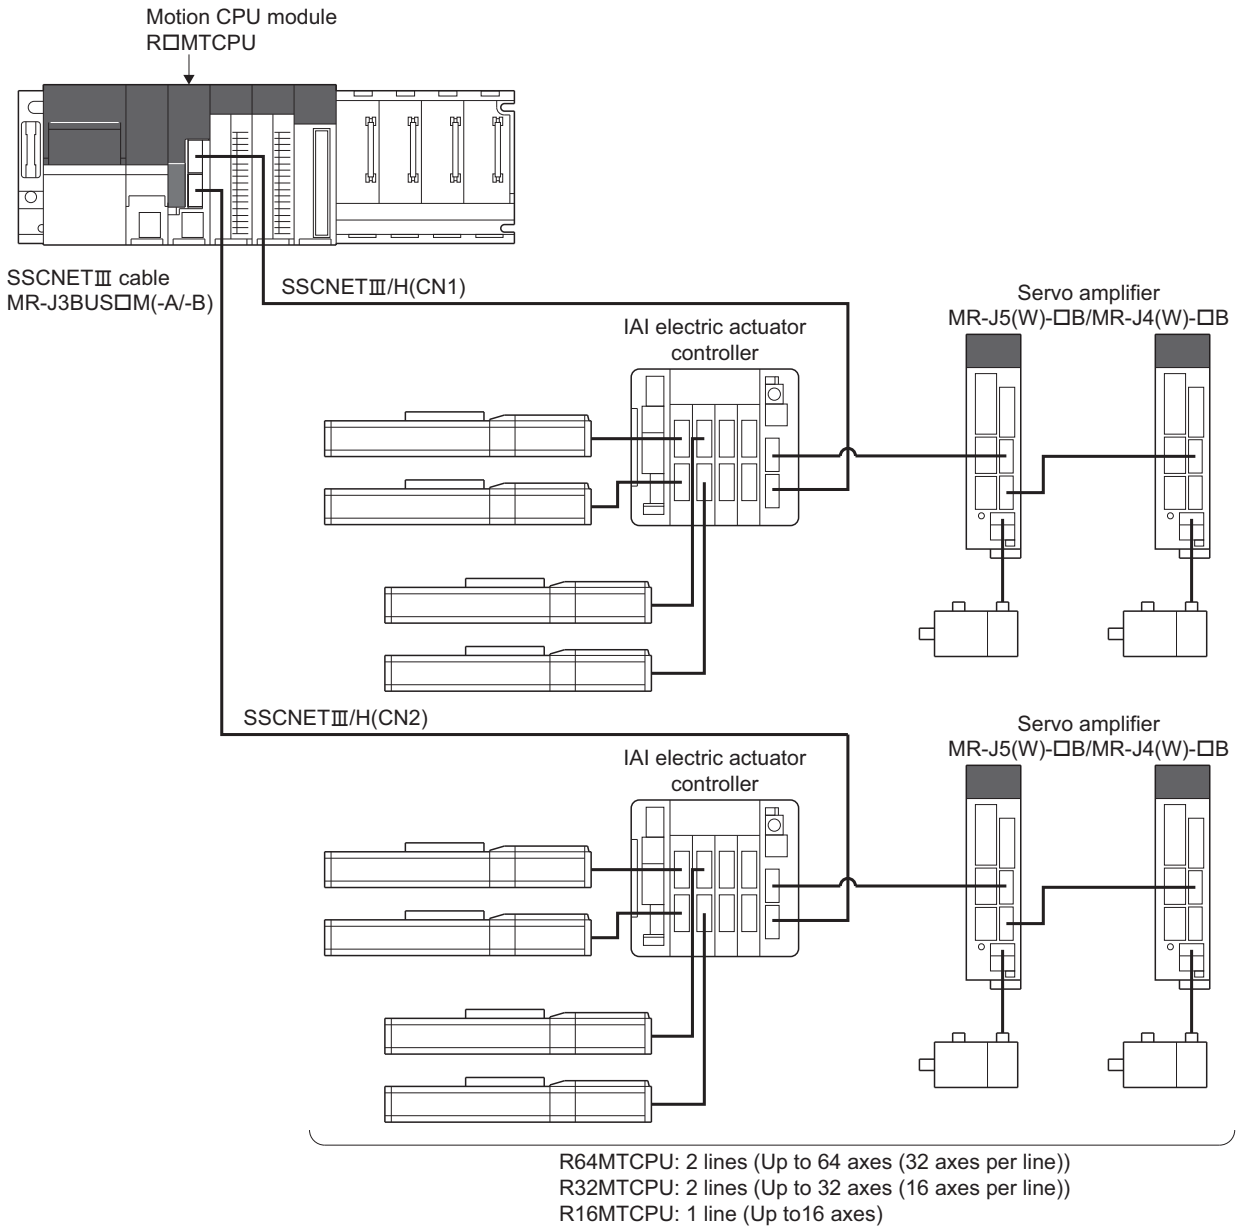 Motion CPU module
R□MTCPU
SSCNETⅢ cable
MR-J3BUS□M(-A/-B)
SSCNETⅢ/H(CN1)
IAI electric actuator
controller
Servo amplifier
MR-J5(W)-□B/MR-J4(W)-□B
SSCNETⅢ/H(CN2)
IAI electric actuator
controller
Servo amplifier
MR-J5(W)-□B/MR-J4(W)-□B
R64MTCPU: 2 lines (Up to 64 axes (32 axes per line))
R32MTCPU: 2 lines (Up to 32 axes (16 axes per line))
R16MTCPU: 1 line (Up to16 axes)